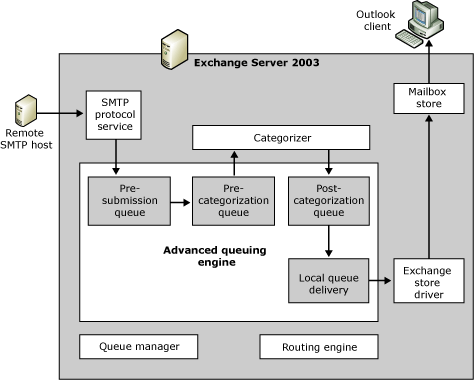 Outlook
client
Exchange Server 2003
Mailbox
store
SMTP
protocol
service
Remote
SMTP host
Categorizer
Pre-
submission
queue
Pre-
categorization
queue
Post-
categorization
queue
Advanced queuing
engine
Local queue
delivery
Exchange
store
driver
Queue manager
Routing engine